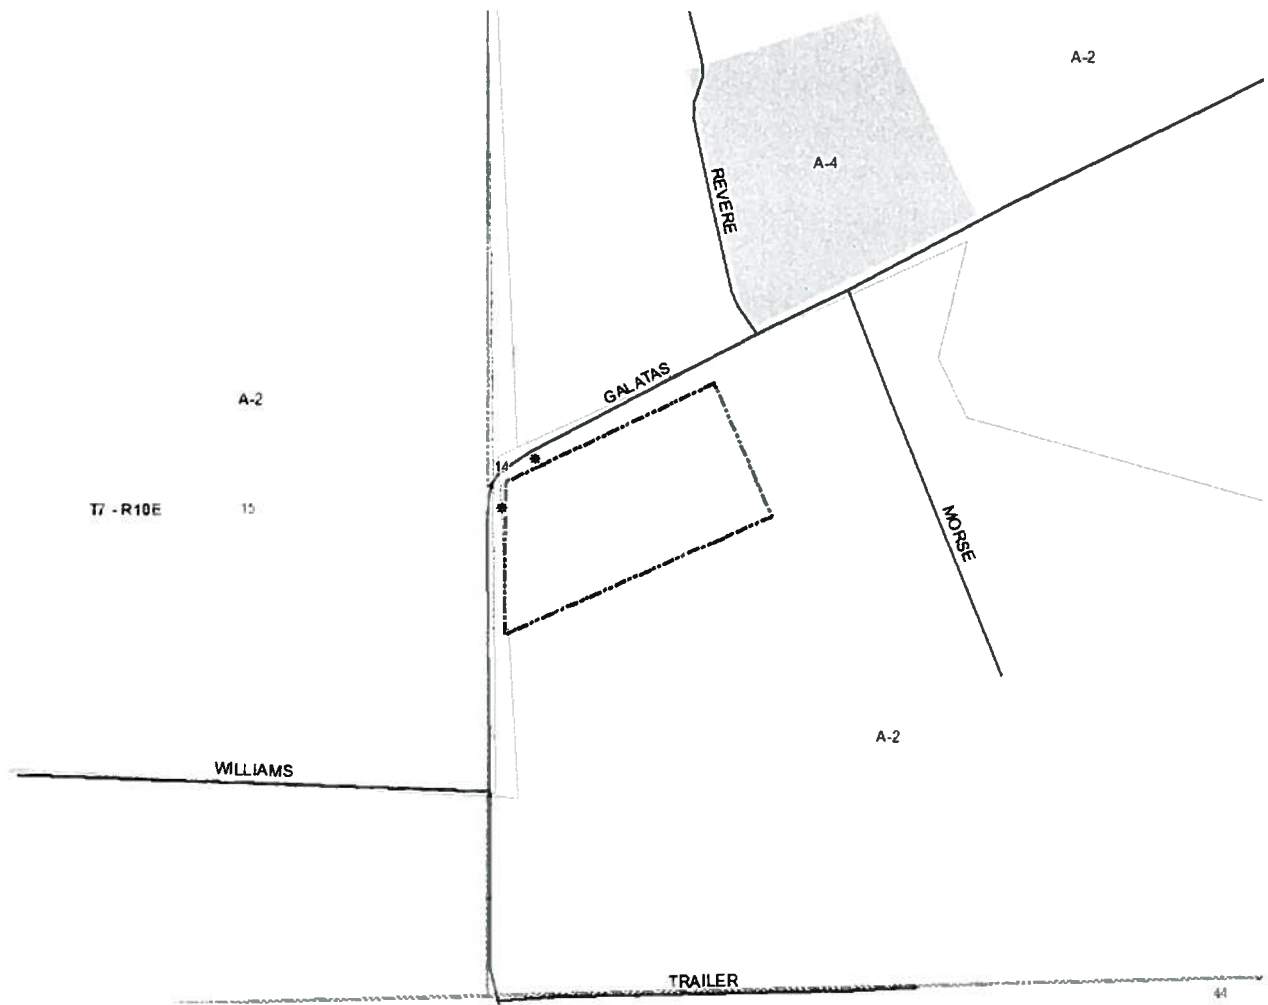 A-2
A-4
REVERE
GALATAS
A-2
14
T7 - R10E
15
MORSE
A-2
WILLIAMS
TRAILER
44